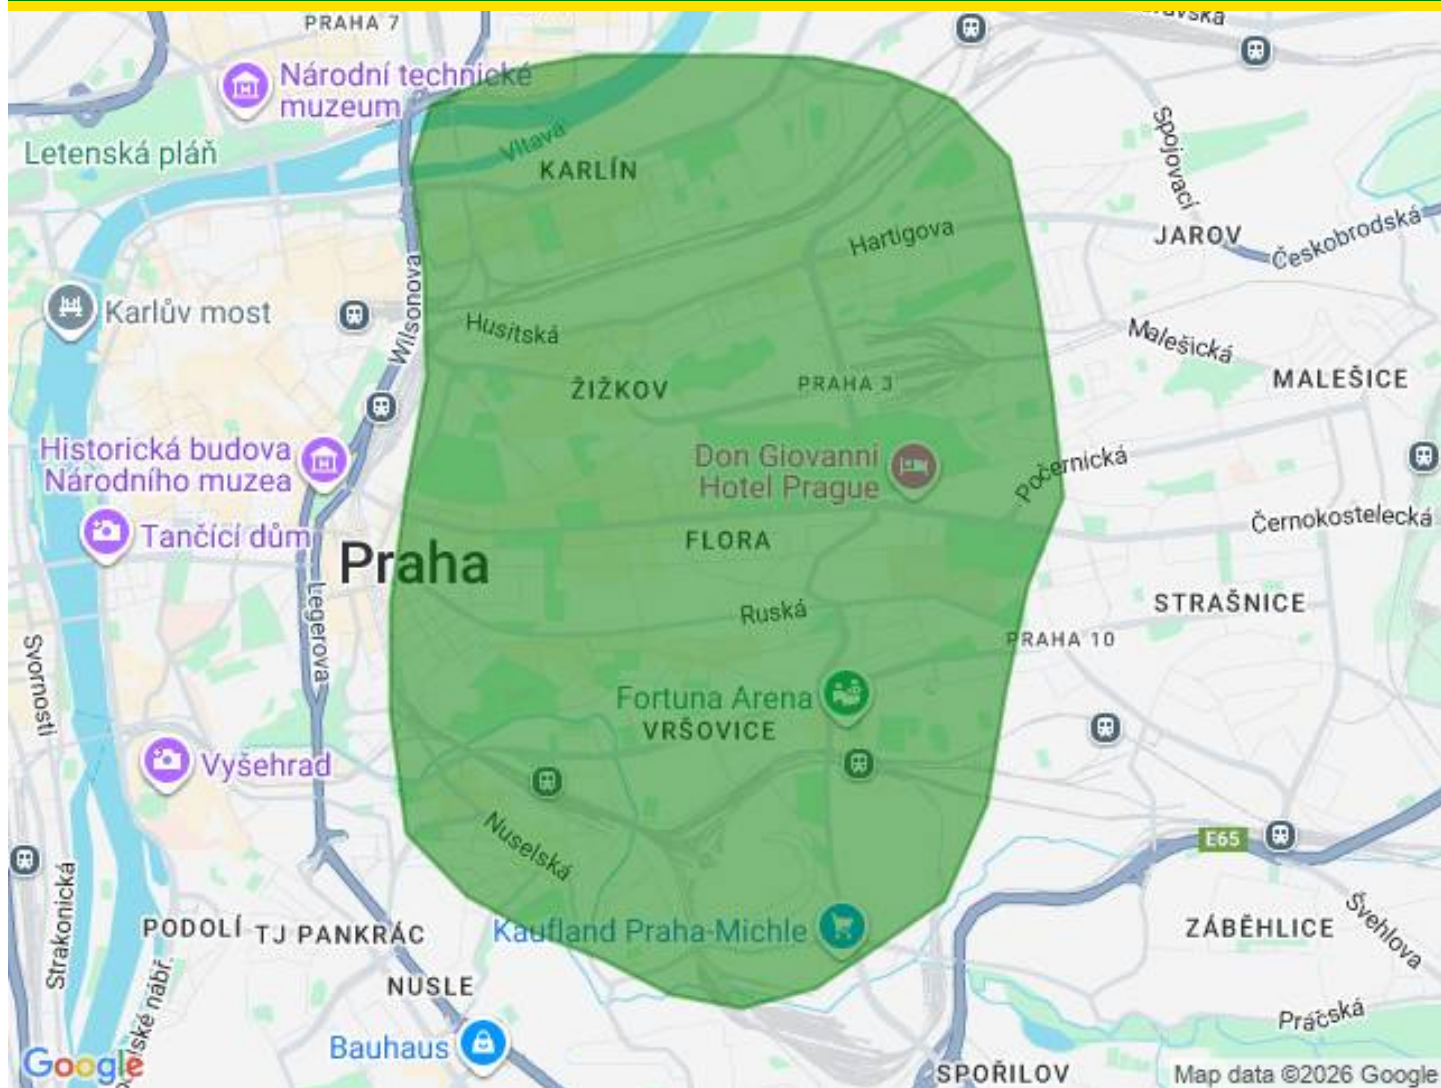 PRAHA 7
Národní technické
muzeum
Letenská pláň
Vltava
KARLÍN
Spojovací
Hartigova
JAROV
Českobrodská
Karlův most
Wilsonova
Husitská
Malešická
ŽIŽKOV
PRAHA 3
MALEŠICE
Historická budova
Národního muzea
Don Giovanni
Hotel Prague
Počernická
Tančící dům
Praha
FLORA
Černokostelecká
Legerova
Ruská
STRAŠNICE
PRAHA 10
Svornosti
Fortuna Arena
VRŠOVICE
Vyšehrad
Nuselská
E65
Strakonická
PODOLÍ
TJ PANKRÁC
Kaufland Praha-Michle
ZÁBĚHLICE
Švehlova
NUSLE
Práčská
Bauhaus
Google
SPOŘILOV
Map data ©2026 Google